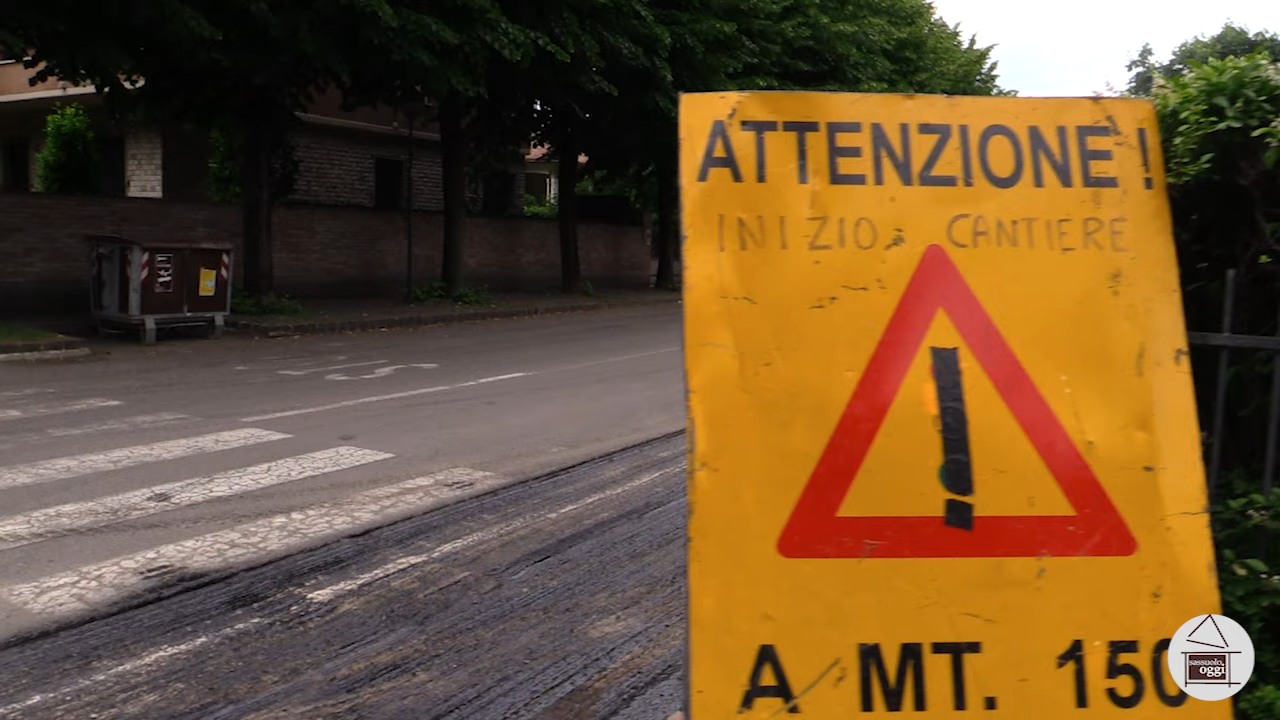 ATTENZIONE !
INIZIO CANTIERE
A MT. 150
sassuolo,
oggi